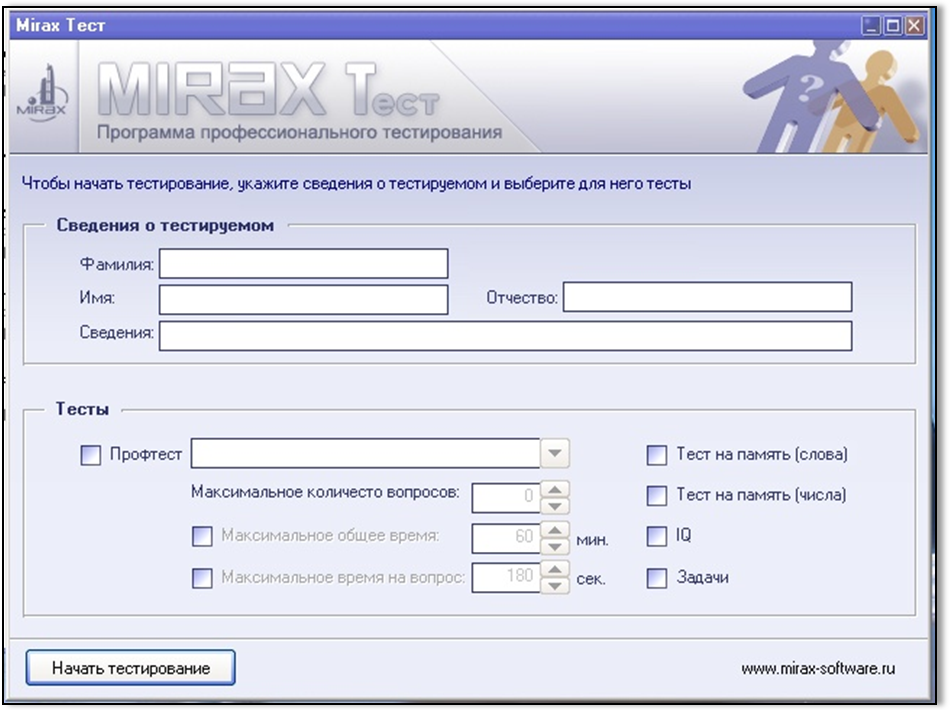 Mirax Тест
MIRAX
MIRAX Тест
Программа профессионального тестирования
?
Чтобы начать тестирование, укажите сведения о тестируемом и выберите для него тесты
Сведения о тестируемом
Фамилия:
Имя:
Отчество:
Сведения:
Тесты
Профтест
Тест на память (слова)
Максимальное количесто вопросов: 0
Тест на память (числа)
Максимальное общее время: 60 мин.
IQ
Максимальное время на вопрос: 180 сек.
Задачи
Начать тестирование
www.mirax-software.ru